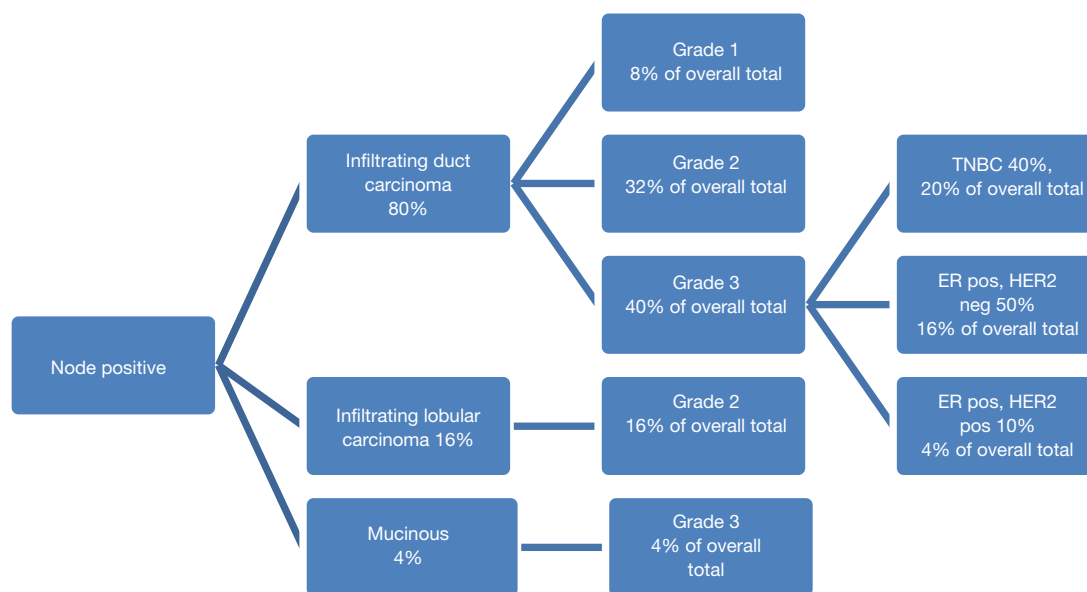 Node positive
Infiltrating duct
carcinoma
80%
Grade 1
8% of overall total
Grade 2
32% of overall total
Grade 3
40% of overall total
TNBC 40%,
20% of overall total
ER pos, HER2
neg 50%
16% of overall total
ER pos, HER2
pos 10%
4% of overall total
Infiltrating lobular
carcinoma 16%
Grade 2
16% of overall total
Mucinous
4%
Grade 3
4% of overall
total